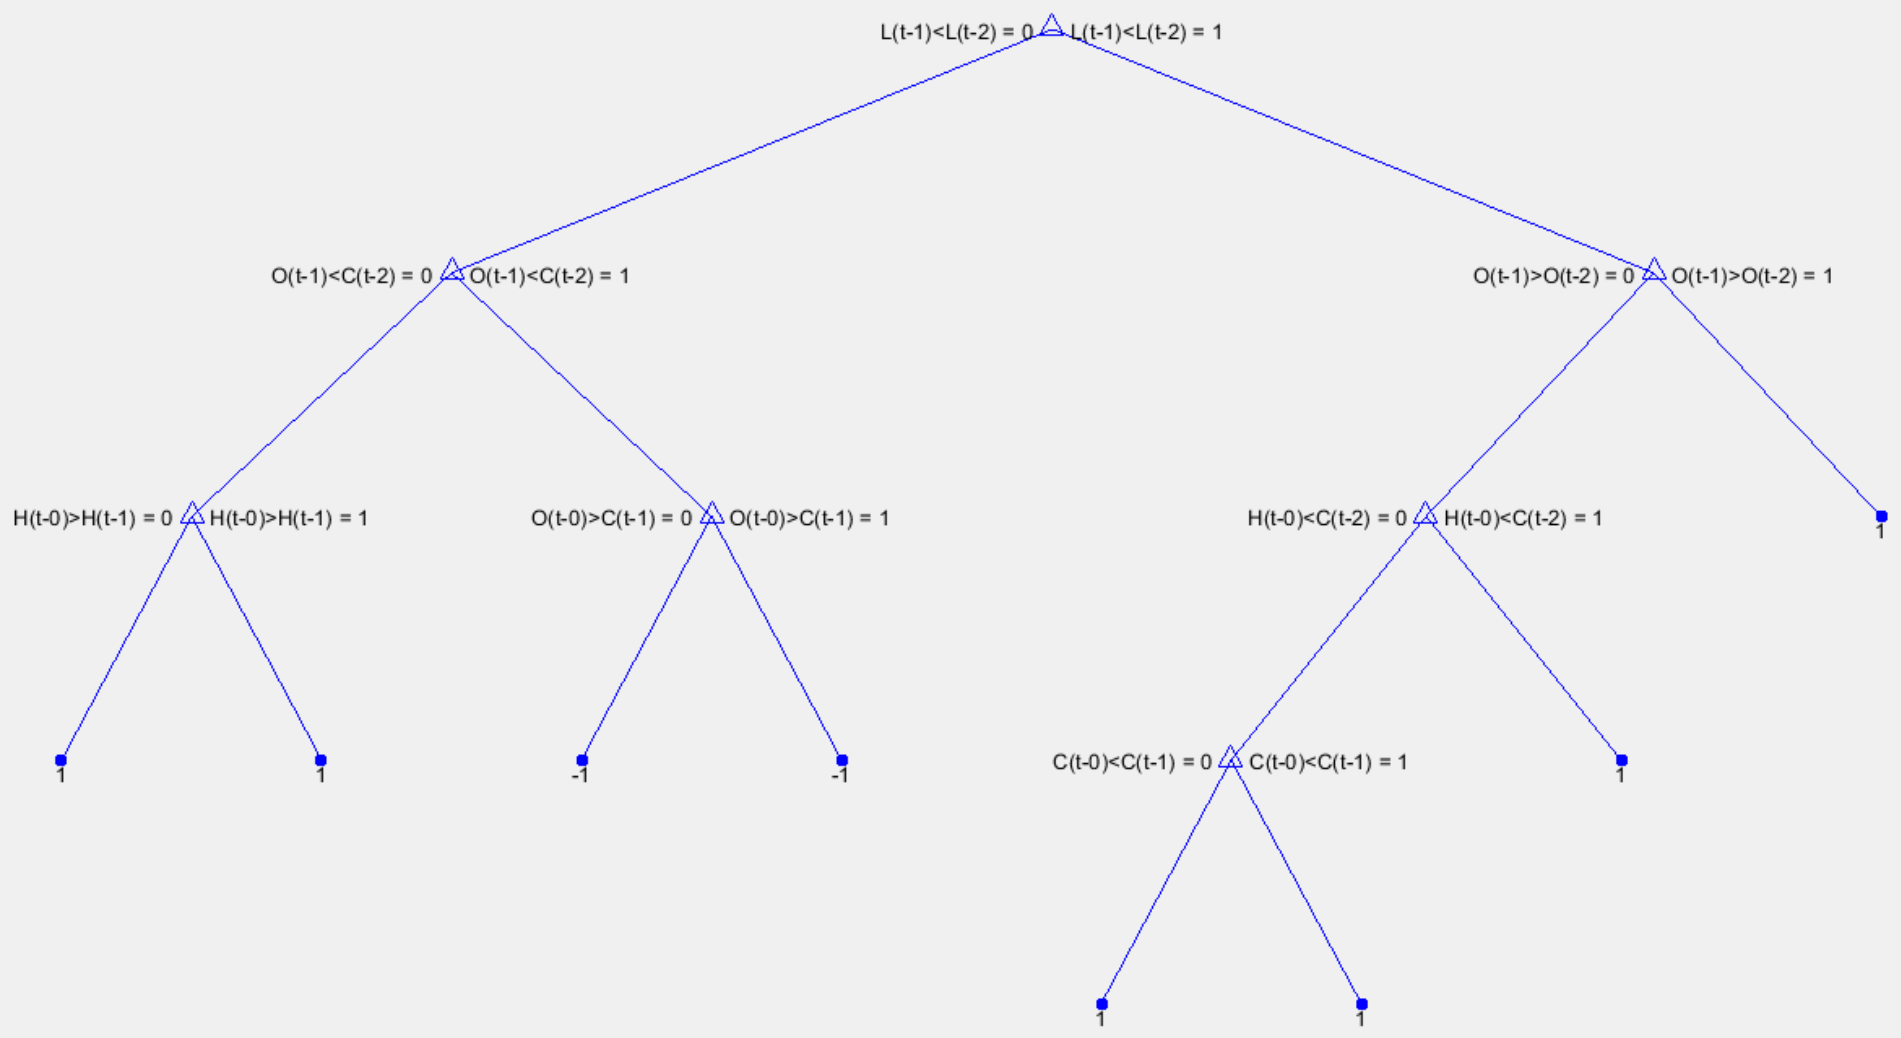 L(t-1)<L(t-2) = 0 L(t-1)<L(t-2) = 1
O(t-1)<C(t-2) = 0 O(t-1)<C(t-2) = 1
O(t-1)>O(t-2) = 0 O(t-1)>O(t-2) = 1
H(t-0)>H(t-1) = 0 H(t-0)>H(t-1) = 1
O(t-0)>C(t-1) = 0 O(t-0)>C(t-1) = 1
H(t-0)<C(t-2) = 0 H(t-0)<C(t-2) = 1
1
C(t-0)<C(t-1) = 0 C(t-0)<C(t-1) = 1
1
1
-1
-1
1
1
1